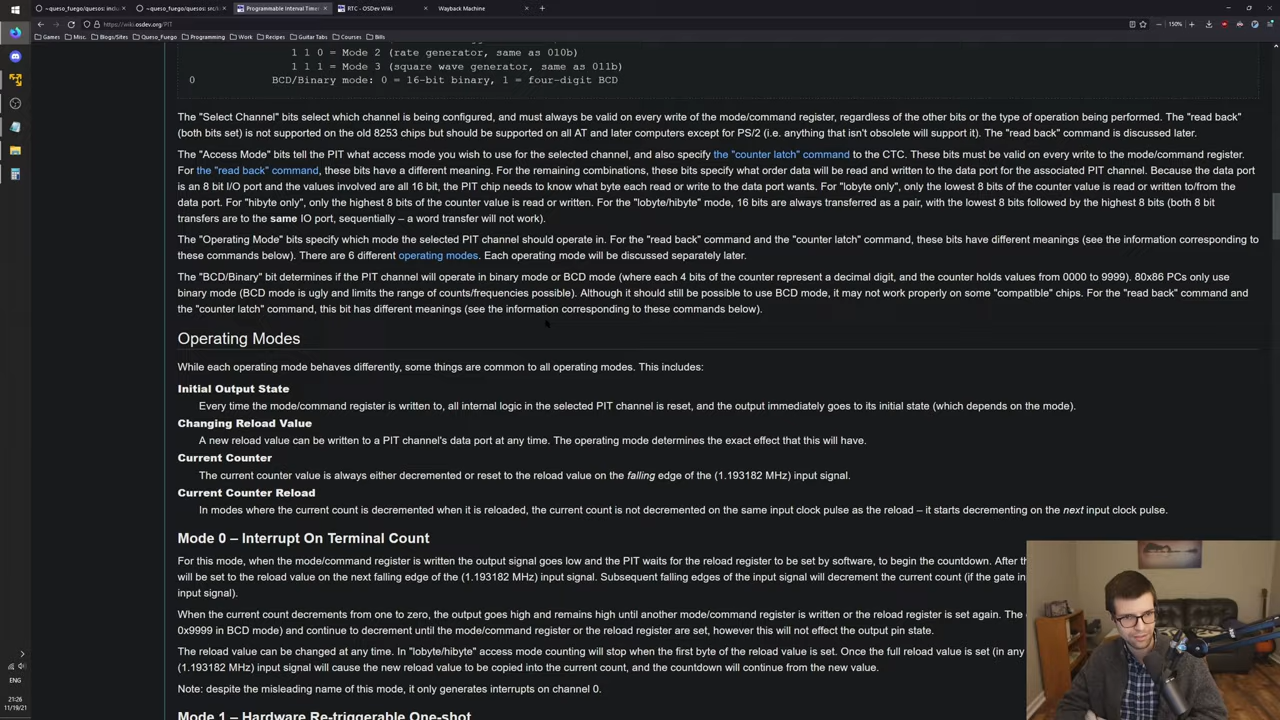 ~queso_fuego/quesos: inclu
~queso_fuego/quesos: src/k
Programmable Interval Timer
RTC - OSDev Wiki
Wayback Machine
https://wiki.osdev.org/PIT
150%
Games
Misc.
Blogs/Sites
Queso_Fuego
Programming
Work
Recipes
Guitar Tabs
Courses
Bills
1 1 0 = Mode 2 (rate generator, same as 010b)
1 1 1 = Mode 3 (square wave generator, same as 011b)
0 BCD/Binary mode: 0 = 16-bit binary, 1 = four-digit BCD
The "Select Channel" bits select which channel is being configured, and must always be valid on every write of the mode/command register, regardless of the other bits or the type of operation being performed. The "read back"
(both bits set) is not supported on the old 8253 chips but should be supported on all AT and later computers except for PS/2 (i.e. anything that isn't obsolete will support it). The "read back" command is discussed later.
The "Access Mode" bits tell the PIT what access mode you wish to use for the selected channel, and also specify the "counter latch" command to the CTC. These bits must be valid on every write to the mode/command register.
For the "read back" command, these bits have a different meaning. For the remaining combinations, these bits specify what order data will be read and written to the data port for the associated PIT channel. Because the data port
is an 8 bit I/O port and the values involved are all 16 bit, the PIT chip needs to know what byte each read or write to the data port wants. For "lobyte only", only the lowest 8 bits of the counter value is read or written to/from the
data port. For "hibyte only", only the highest 8 bits of the counter value is read or written. For the "lobyte/hibyte" mode, 16 bits are always transferred as a pair, with the lowest 8 bits followed by the highest 8 bits (both 8 bit
transfers are to the same IO port, sequentially – a word transfer will not work).
The "Operating Mode" bits specify which mode the selected PIT channel should operate in. For the "read back" command and the "counter latch" command, these bits have different meanings (see the information corresponding to
these commands below). There are 6 different operating modes. Each operating mode will be discussed separately later.
The "BCD/Binary" bit determines if the PIT channel will operate in binary mode or BCD mode (where each 4 bits of the counter represent a decimal digit, and the counter holds values from 0000 to 9999). 80x86 PCs only use
binary mode (BCD mode is ugly and limits the range of counts/frequencies possible). Although it should still be possible to use BCD mode, it may not work properly on some "compatible" chips. For the "read back" command and
the "counter latch" command, this bit has different meanings (see the information corresponding to these commands below).
Operating Modes
While each operating mode behaves differently, some things are common to all operating modes. This includes:
Initial Output State
Every time the mode/command register is written to, all internal logic in the selected PIT channel is reset, and the output immediately goes to its initial state (which depends on the mode).
Changing Reload Value
A new reload value can be written to a PIT channel's data port at any time. The operating mode determines the exact effect that this will have.
Current Counter
The current counter value is always either decremented or reset to the reload value on the falling edge of the (1.193182 MHz) input signal.
Current Counter Reload
In modes where the current count is decremented when it is reloaded, the current count is not decremented on the same input clock pulse as the reload – it starts decrementing on the next input clock pulse.
Mode 0 – Interrupt On Terminal Count
For this mode, when the mode/command register is written the output signal goes low and the PIT waits for the reload register to be set by software, to begin the countdown. After th
will be set to the reload value on the next falling edge of the (1.193182 MHz) input signal. Subsequent falling edges of the input signal will decrement the current count (if the gate in
input signal).
When the current count decrements from one to zero, the output goes high and remains high until another mode/command register is written or the reload register is set again. The c
0x9999 in BCD mode) and continue to decrement until the mode/command register or the reload register are set, however this will not effect the output pin state.
The reload value can be changed at any time. In "lobyte/hibyte" access mode counting will stop when the first byte of the reload value is set. Once the full reload value is set (in any
(1.193182 MHz) input signal will cause the new reload value to be copied into the current count, and the countdown will continue from the new value.
Note: despite the misleading name of this mode, it only generates interrupts on channel 0.
Mode 1 – Hardware Re-triggerable One-shot
ENG
21:26
11/19/21